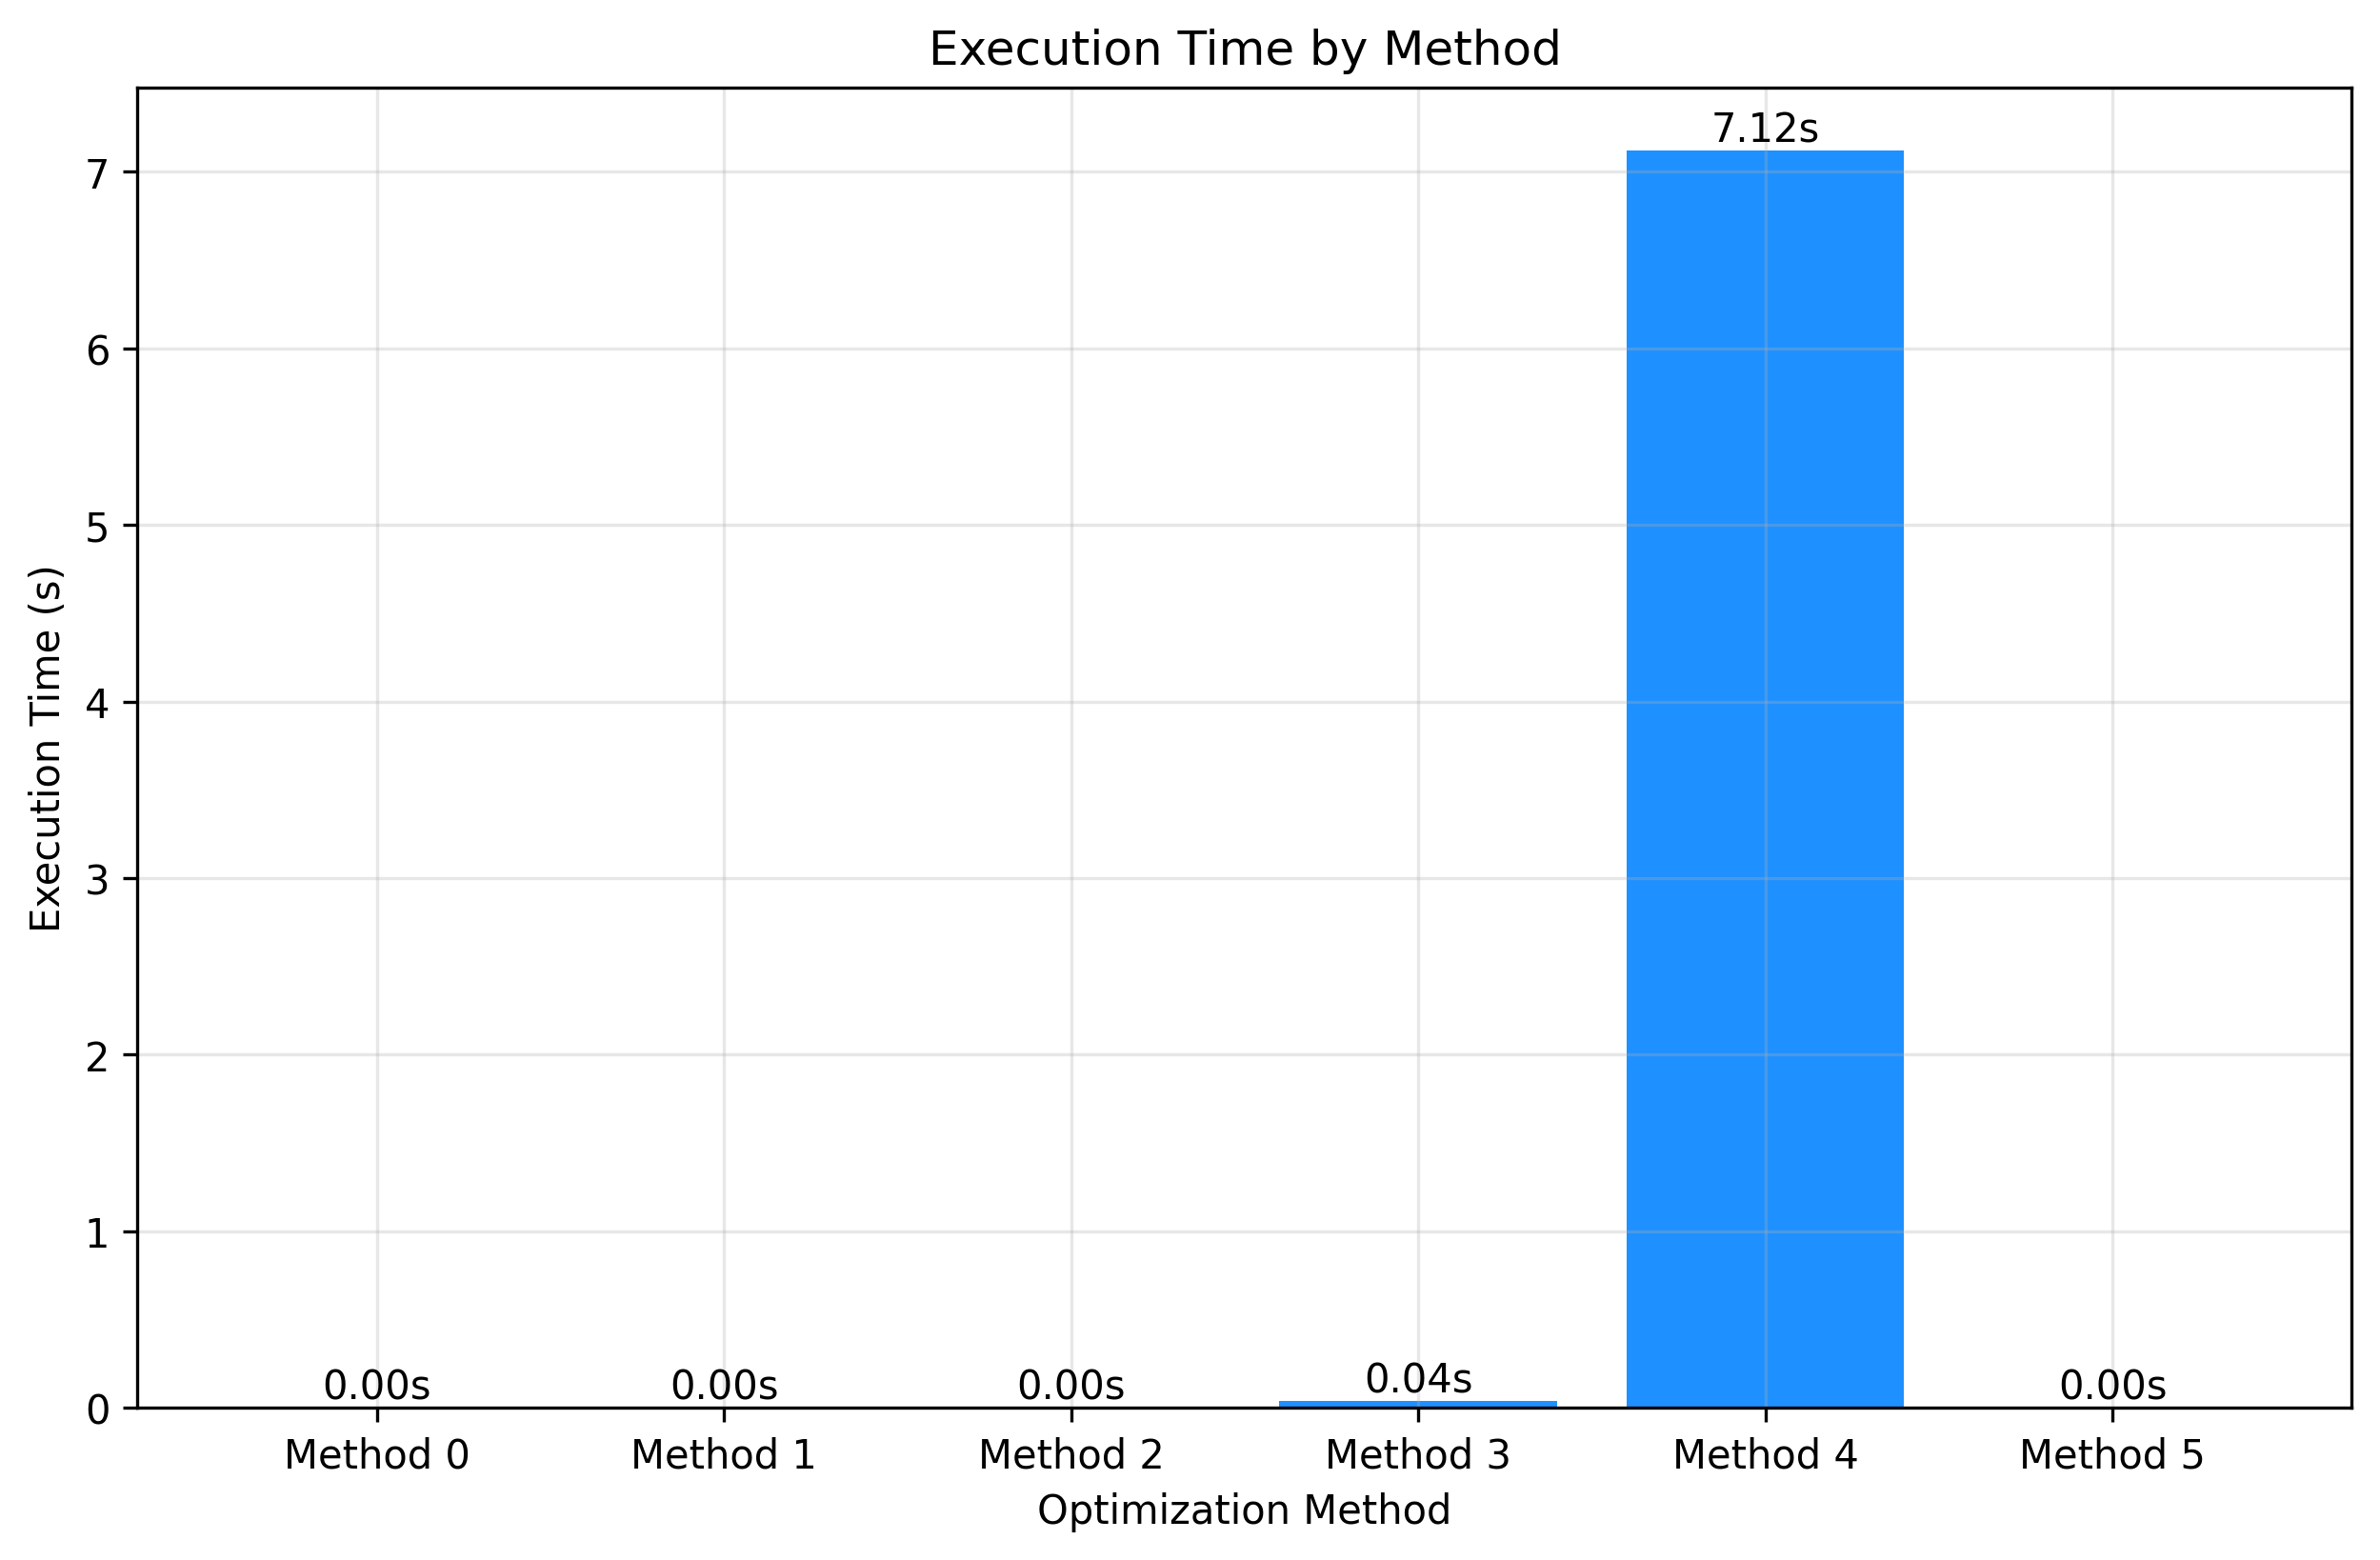 Execution Time by Method
Execution Time (s)
7
6
5
4
3
2
1
0
0.00s
0.00s
0.00s
0.04s
7.12s
0.00s
Method 0
Method 1
Method 2
Method 3
Method 4
Method 5
Optimization Method